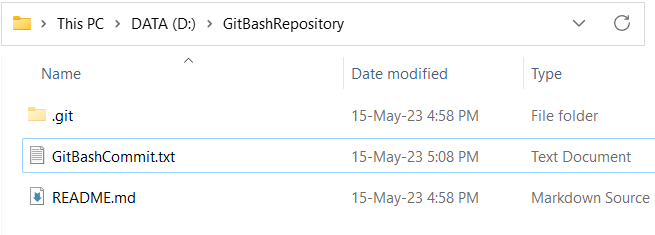 This PC > DATA (D:) > GitBashRepository
Name Date modified Type
.git 15-May-23 4:58 PM File folder
GitBashCommit.txt 15-May-23 5:08 PM Text Document
README.md 15-May-23 4:58 PM Markdown Source